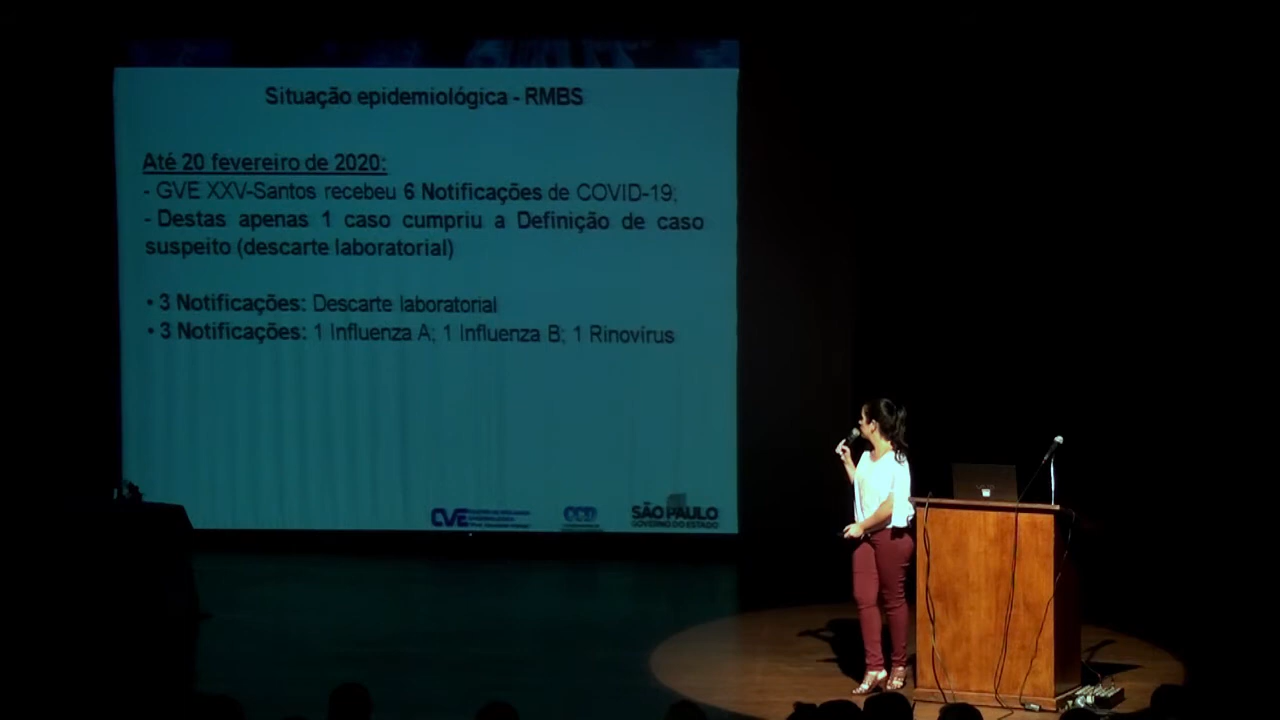 Situação epidemiológica - RMBS
Até 20 fevereiro de 2020:
- GVE XXV-Santos recebeu 6 Notificações de COVID-19;
- Destas apenas 1 caso cumpriu a Definição de caso
suspeito (descarte laboratorial)
• 3 Notificações: Descarte laboratorial
• 3 Notificações: 1 Influenza A; 1 Influenza B; 1 Rinovírus
CVE
CCD
SÃO PAULO
GOVERNO DO ESTADO